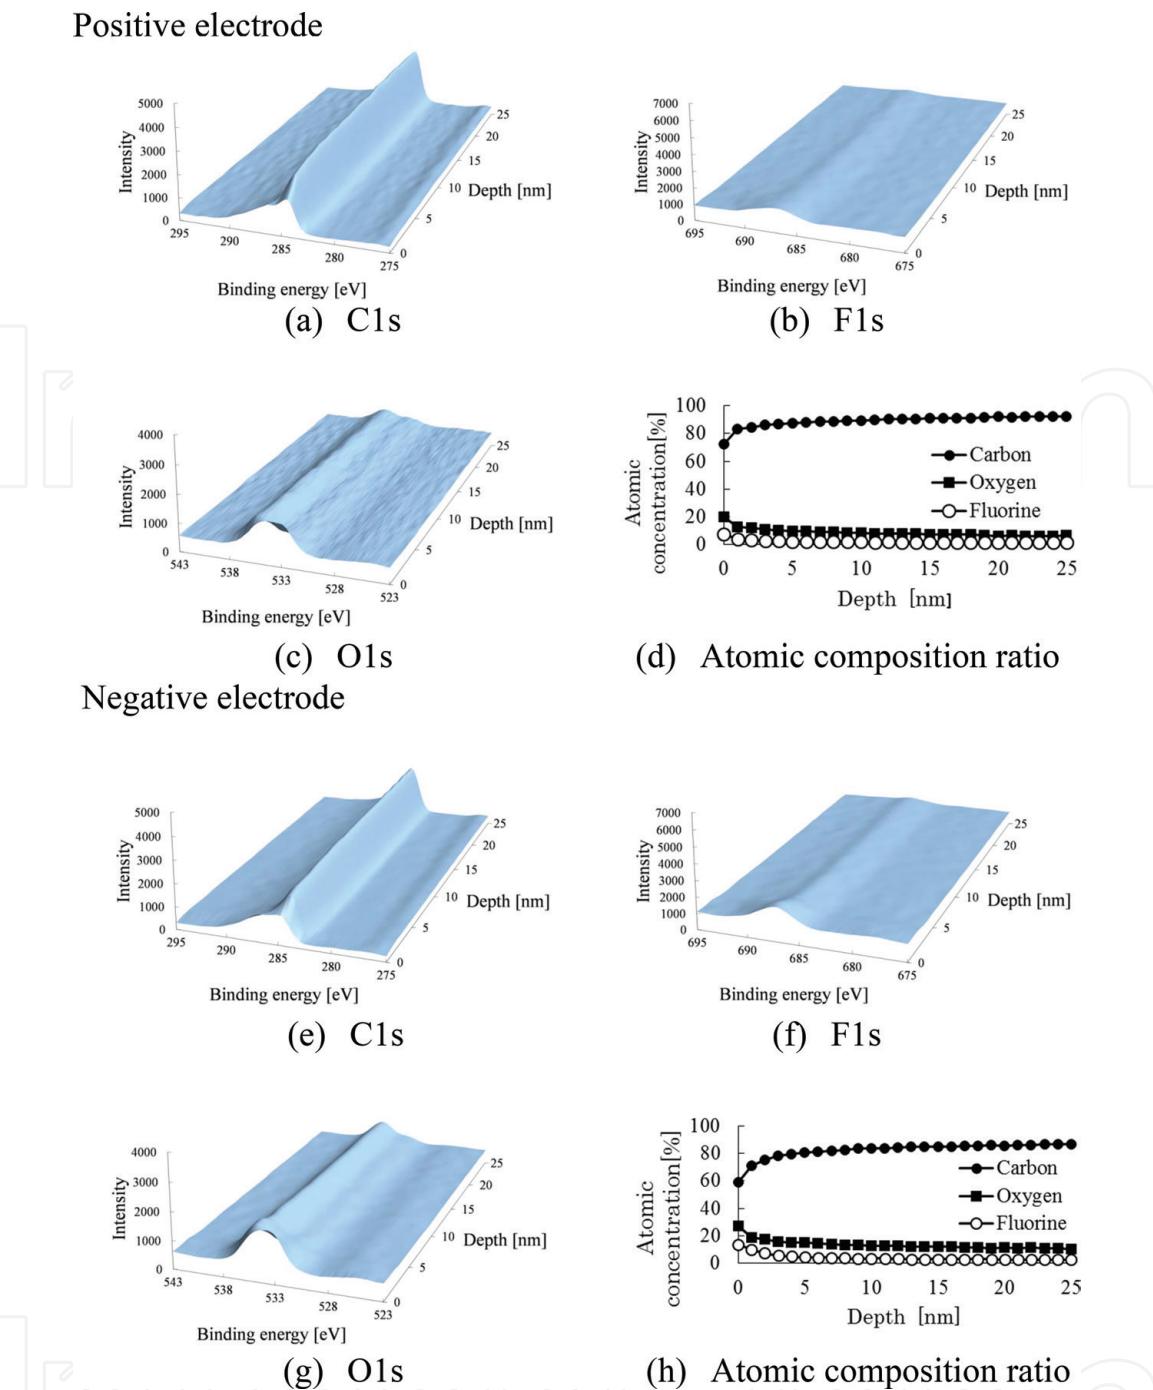 Positive electrode
5000
4000
3000
2000
1000
0
Intensity
295
290
285
280
275
0
5
10
15
20
25
Depth [nm]
Binding energy [eV]
(a) C1s
7000
6000
5000
4000
3000
2000
1000
0
Intensity
695
690
685
680
675
0
5
10
15
20
25
Depth [nm]
Binding energy [eV]
(b) F1s
4000
3000
2000
1000
0
Intensity
543
538
533
528
523
0
5
10
15
20
25
Depth [nm]
Binding energy [eV]
(c) O1s
100
80
60
40
20
0
Atomic
concentration[%]
Carbon
Oxygen
Fluorine
0 5 10 15 20 25
Depth [nm]
(d) Atomic composition ratio
Negative electrode
5000
4000
3000
2000
1000
0
Intensity
295
290
285
280
275
0
5
10
15
20
25
Depth [nm]
Binding energy [eV]
(e) C1s
7000
6000
5000
4000
3000
2000
1000
0
Intensity
695
690
685
680
675
0
5
10
15
20
25
Depth [nm]
Binding energy [eV]
(f) F1s
4000
3000
2000
1000
0
Intensity
543
538
533
528
523
0
5
10
15
20
25
Depth [nm]
Binding energy [eV]
(g) O1s
100
80
60
40
20
0
Atomic
concentration[%]
Carbon
Oxygen
Fluorine
0 5 10 15 20 25
Depth [nm]
(h) Atomic composition ratio